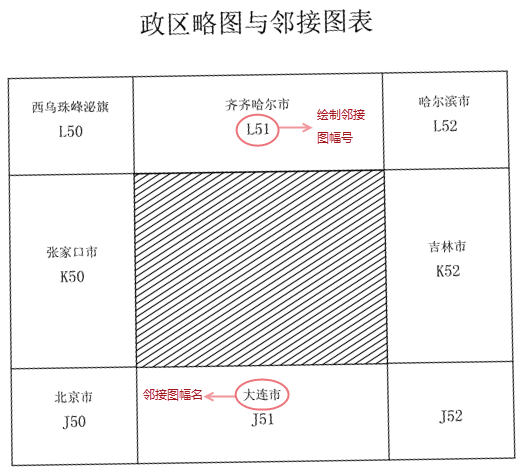 政区略图与邻接图表
西乌珠峰泌旗
L50
齐齐哈尔市
L51
绘制邻接
图幅号
哈尔滨市
L52
张家口市
K50
吉林市
K52
北京市
J50
邻接图幅名
大连市
J51
J52